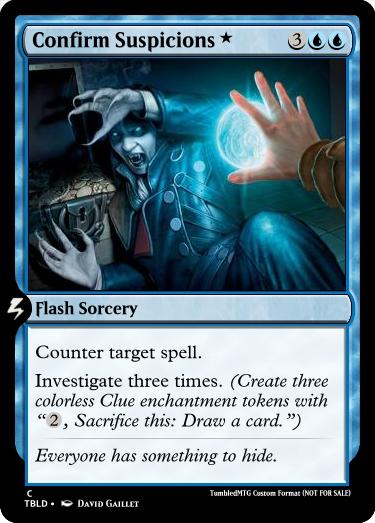 Confirm Suspicions ★ 3
Flash Sorcery
Counter target spell.
Investigate three times. (Create three
colorless Clue enchantment tokens with
“2, Sacrifice this: Draw a card.”)
Everyone has something to hide.
C
TumbledMTG Custom Format (NOT FOR SALE)
TBLD • David Gaillet